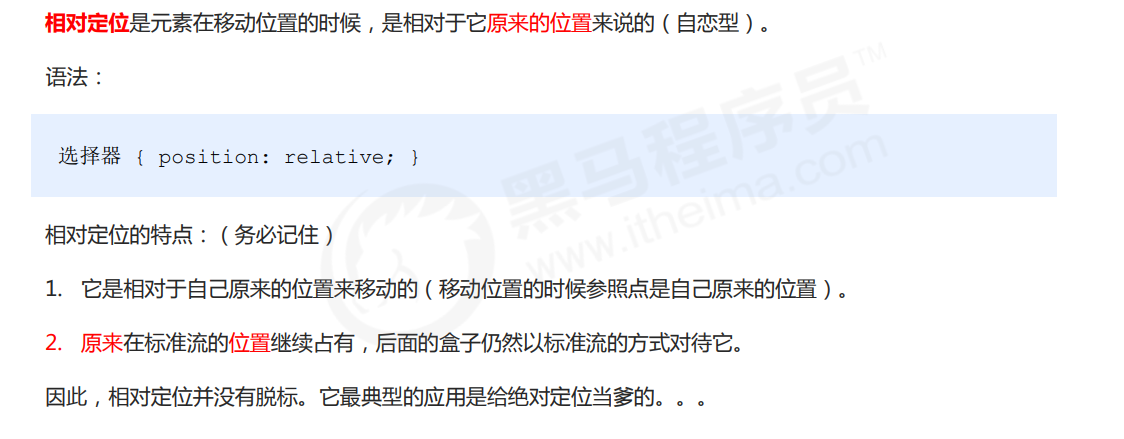 相对定位是元素在移动位置的时候，是相对于它原来的位置来说的（自恋型）。
语法：
选择器 { position: relative; }
相对定位的特点：（务必记住）
1. 它是相对于自己原来的位置来移动的（移动位置的时候参照点是自己原来的位置）。
2. 原来在标准流的位置继续占有，后面的盒子仍然以标准流的方式对待它。
因此，相对定位并没有脱标。它最典型的应用是给绝对定位当爹的。。。
黑马程序员™
www.itheima.com